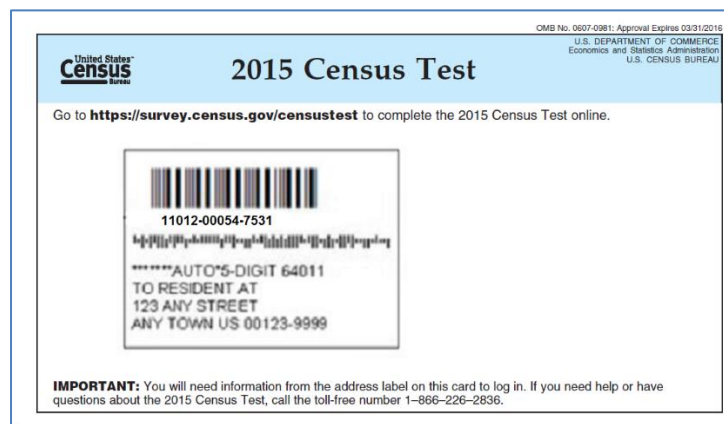 OMB No. 0607-0981: Approval Expires 03/31/2016
U.S. DEPARTMENT OF COMMERCE
Economics and Statistics Administration
U.S. CENSUS BUREAU
United States™
Census
Bureau
2015 Census Test
Go to https://survey.census.gov/censustest to complete the 2015 Census Test online.
11012-00054-7531
*******AUTO*5-DIGIT 64011
TO RESIDENT AT
123 ANY STREET
ANY TOWN US 00123-9999
IMPORTANT: You will need information from the address label on this card to log in. If you need help or have
questions about the 2015 Census Test, call the toll-free number 1–866–226–2836.